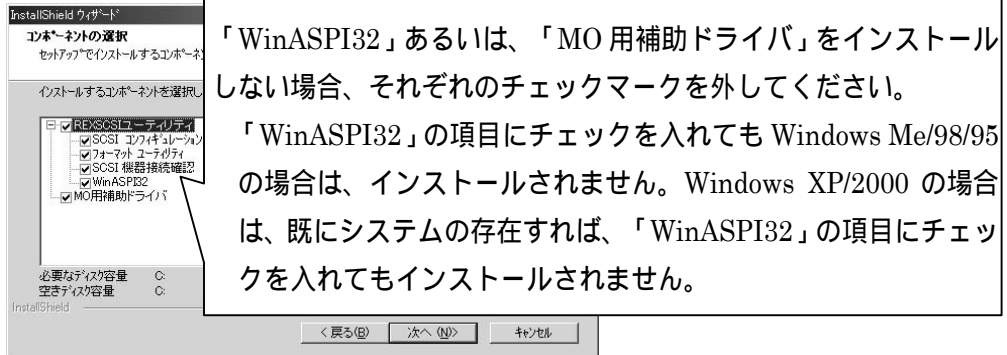 InstallShield ウィザード
コンポーネントの選択
セットアップでインストールするコンポーネ
インストールするコンポーネントを選択し
REXSCSIユーティリティ
SCSI コンフィギュレーション
フォーマット ユーティリティ
SCSI 機器接続確認
WinASPI32
MO用補助ドライバ
必要なディスク容量 C:
空きディスク容量 C:
InstallShield
< 戻る(B) 次へ (N)> キャンセル
「WinASPI32」あるいは、「MO 用補助ドライバ」をインストール
しない場合、それぞれのチェックマークを外してください。
「WinASPI32」の項目にチェックを入れても Windows Me/98/95
の場合は、インストールされません。Windows XP/2000 の場合
は、既にシステムの存在すれば、「WinASPI32」の項目にチェッ
クを入れてもインストールされません。